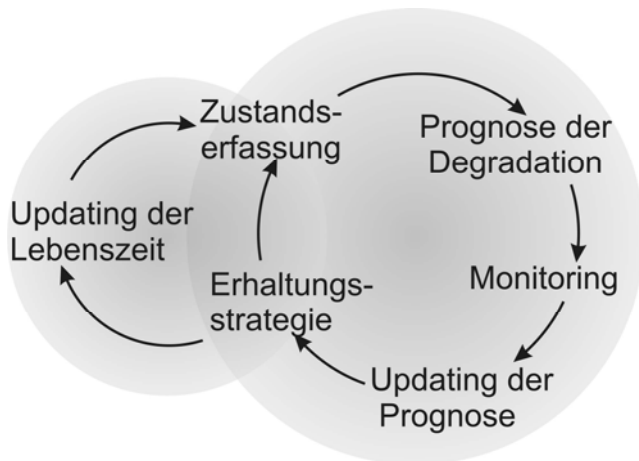 Zustands-
erfassung
Prognose der
Degradation
Updating der
Lebenszeit
Monitoring
Erhaltungs-
strategie
Updating der
Prognose